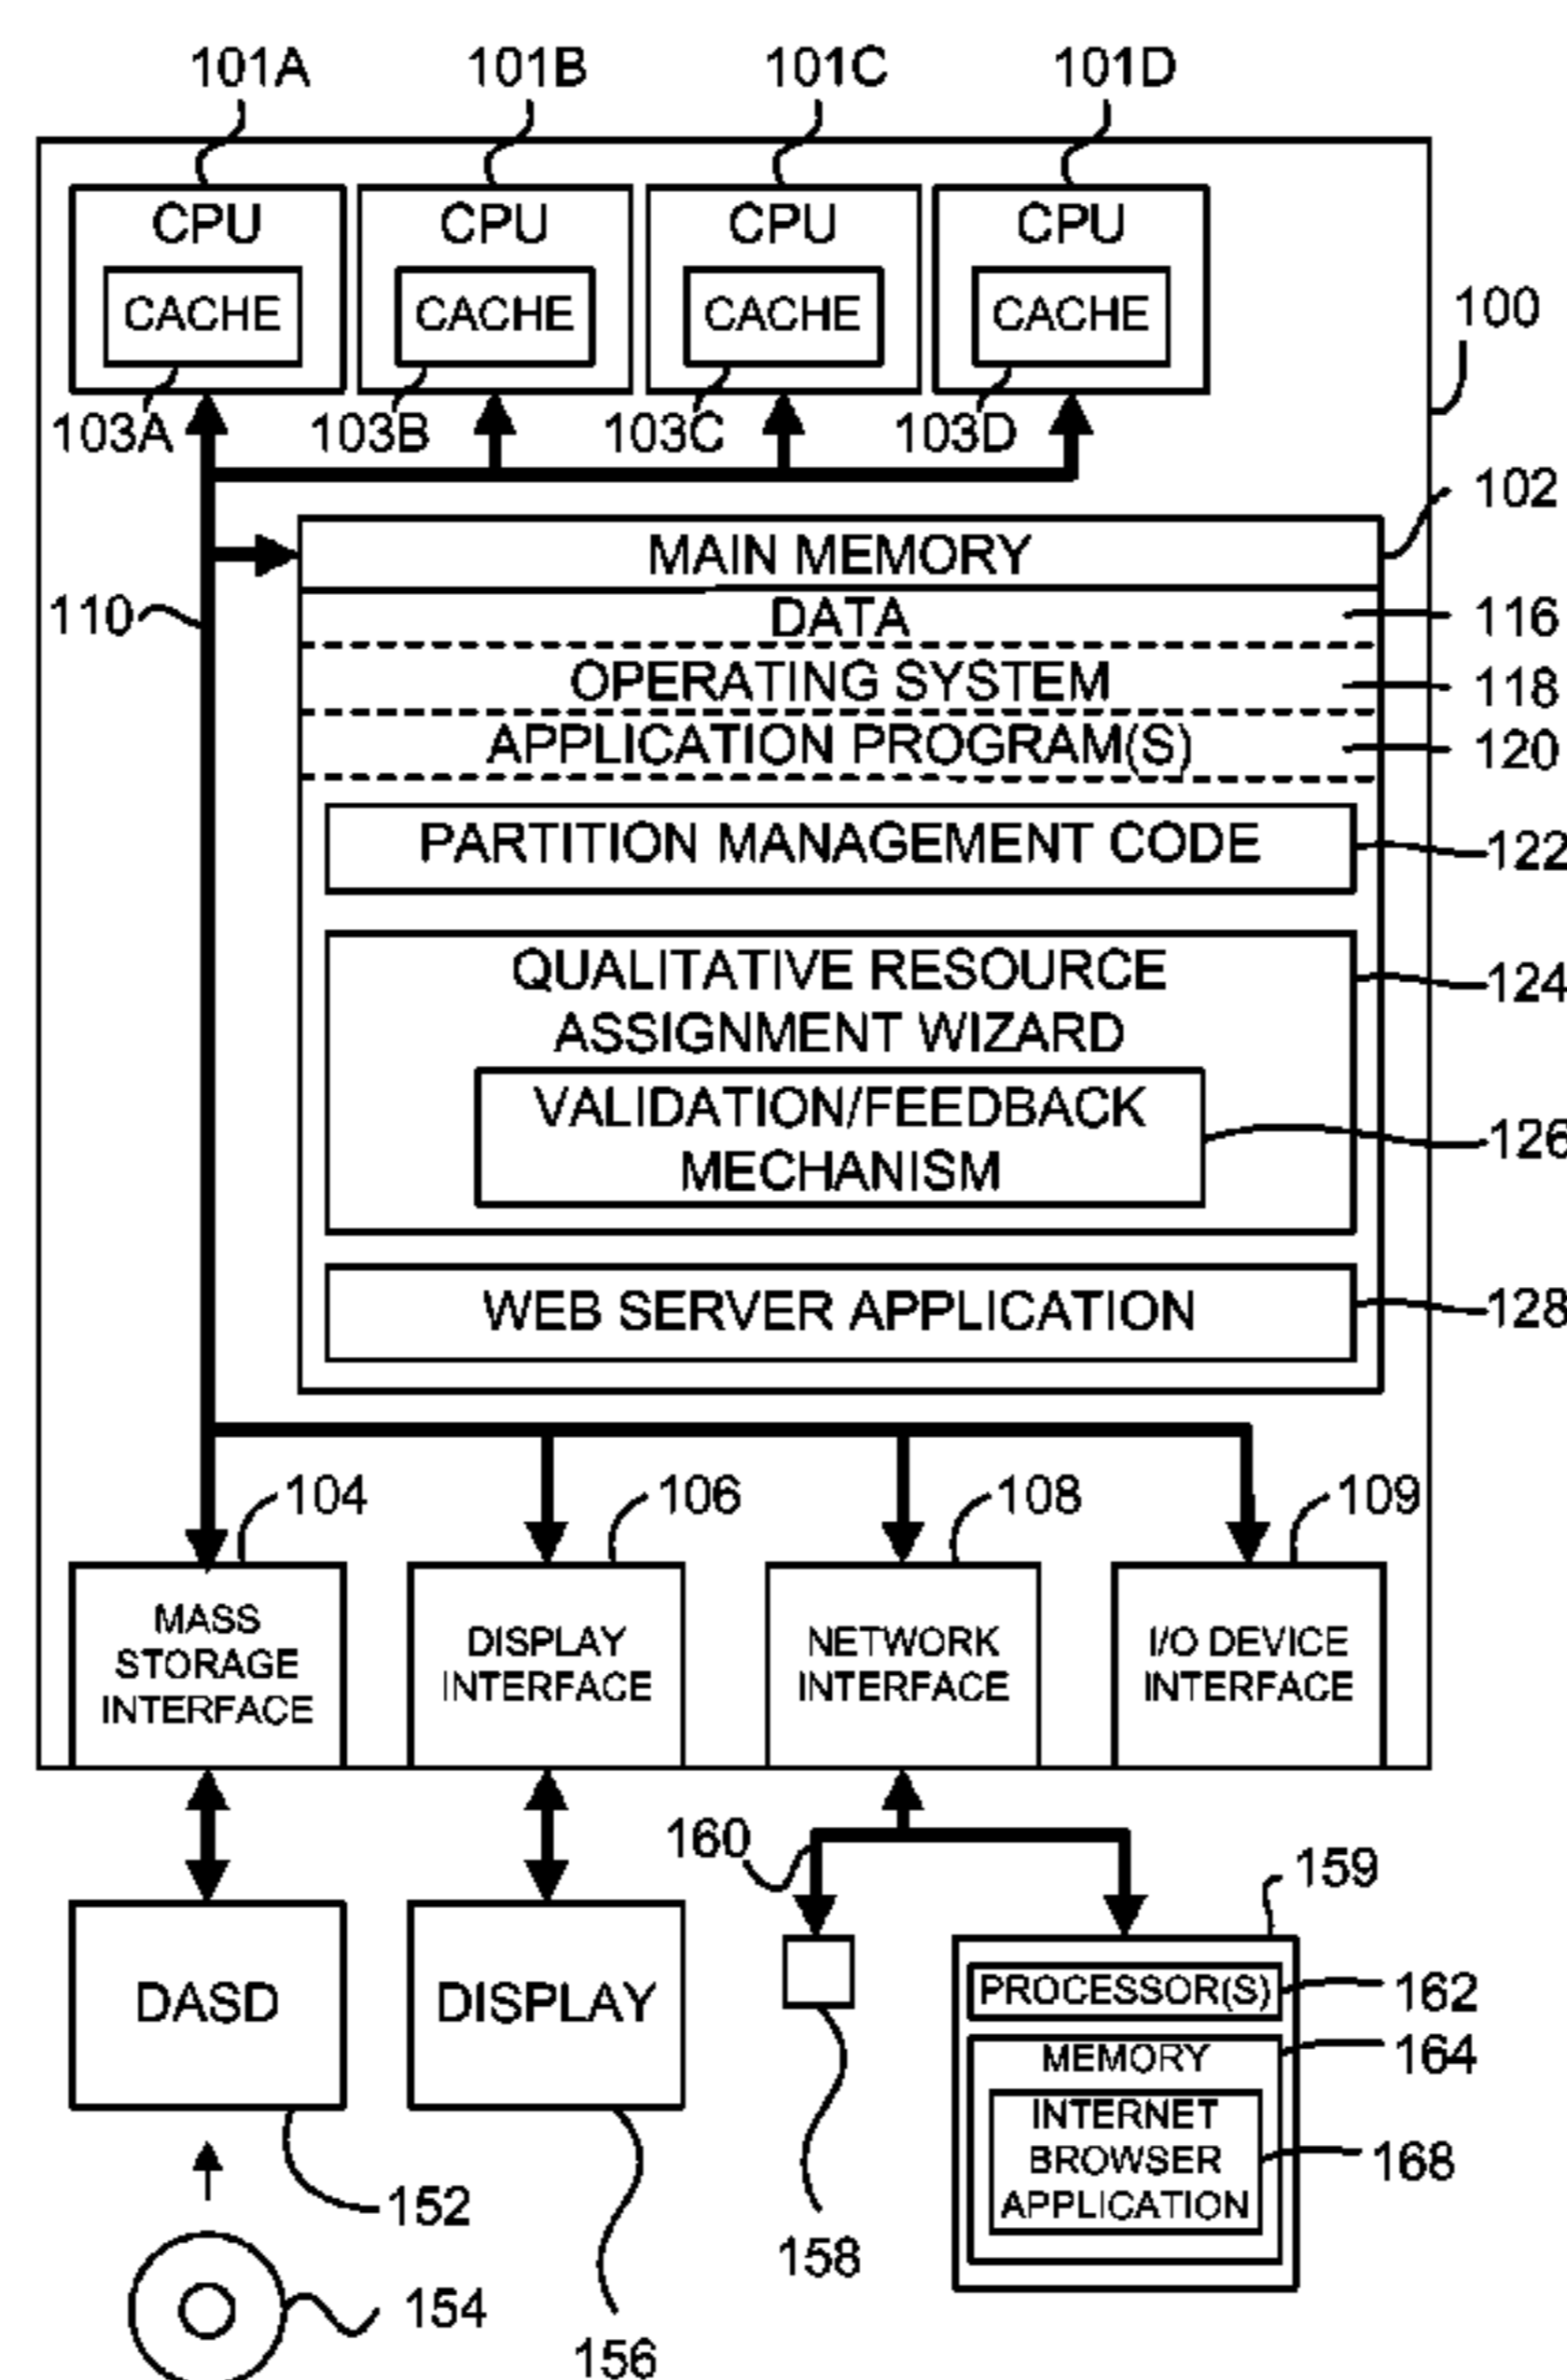 101A 101B 101C 101D
CPU CPU CPU CPU
CACHE CACHE CACHE CACHE
100
103A 103B 103C 103D
102
MAIN MEMORY
110
DATA 116
OPERATING SYSTEM 118
APPLICATION PROGRAM(S) 120
PARTITION MANAGEMENT CODE 122
QUALITATIVE RESOURCE 124
ASSIGNMENT WIZARD
VALIDATION/FEEDBACK 126
MECHANISM
WEB SERVER APPLICATION 128
104 106 108 109
MASS
STORAGE
INTERFACE
DISPLAY
INTERFACE
NETWORK
INTERFACE
I/O DEVICE
INTERFACE
160
159
DASD DISPLAY
PROCESSOR(S) 162
MEMORY 164
INTERNET
BROWSER 168
APPLICATION
152
158
154
156